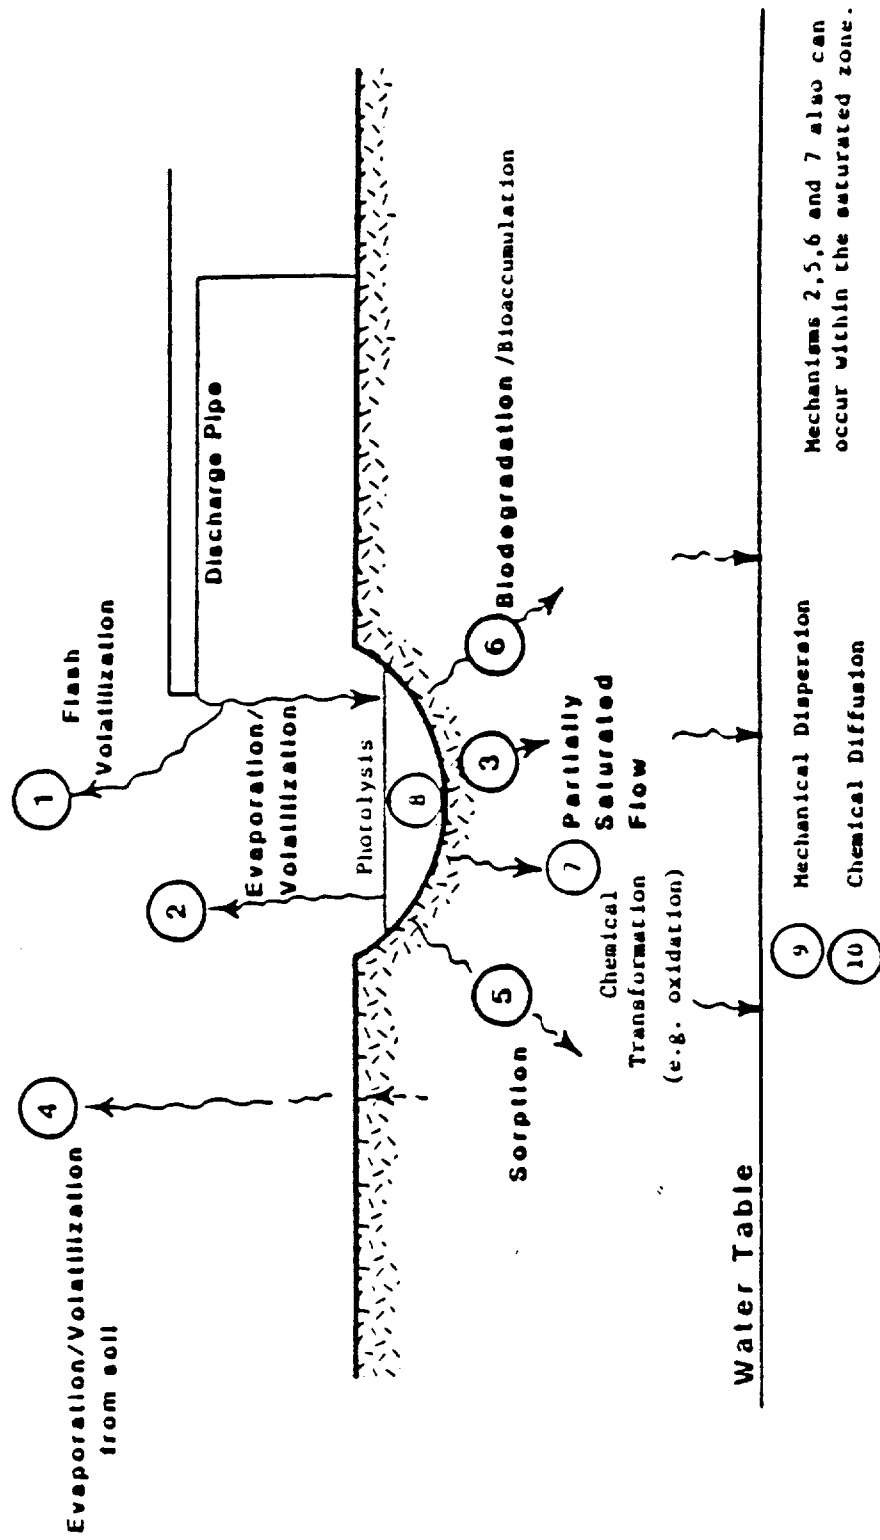 1
Flash
Volatilization
Discharge Pipe
2
Evaporation/
Volatilization
4
Evaporation/Volatilization
from soil
Photolysis
8
5
Sorption
3
Partially
Saturated
Flow
6
Biodegradation/Bioaccumulation
7
Chemical
Transformation
(e.g. oxidation)
Water Table
9
Mechanical Dispersion
10
Chemical Diffusion
Mechanisms 2,5,6 and 7 also can
occur within the saturated zone.